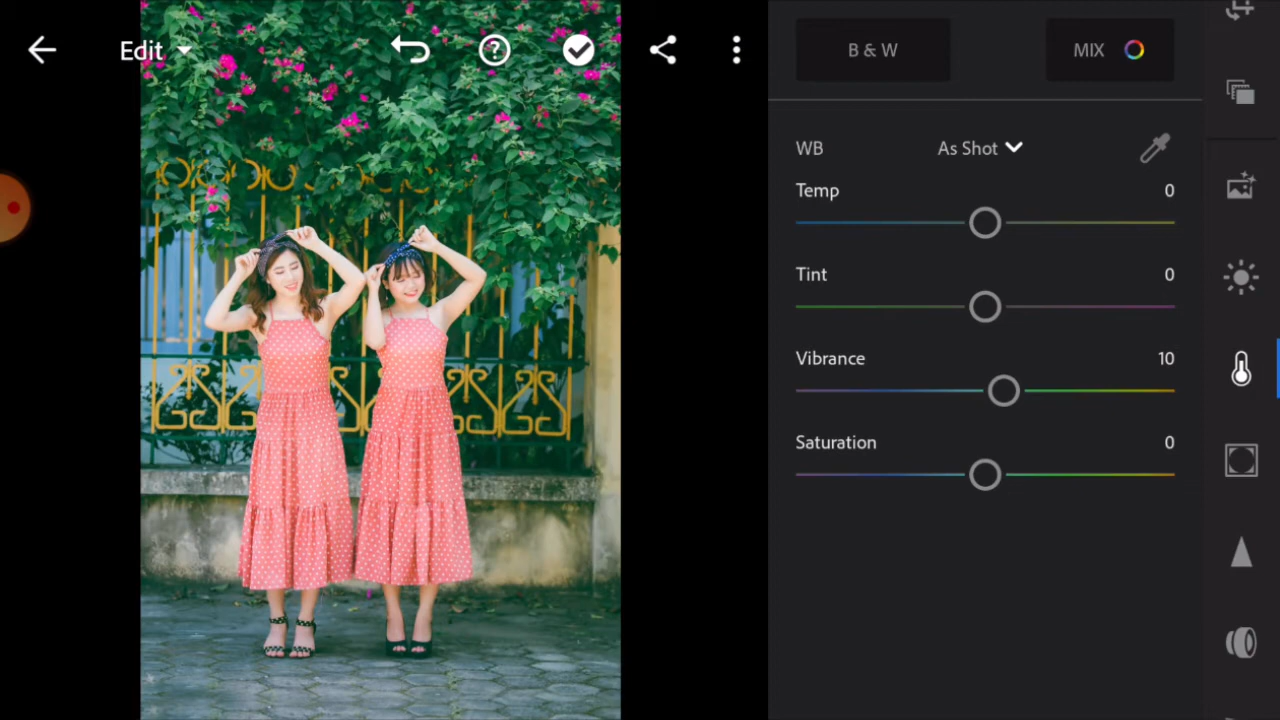 Edit
B & W
MIX
WB As Shot
Temp 0
Tint 0
Vibrance 10
Saturation 0